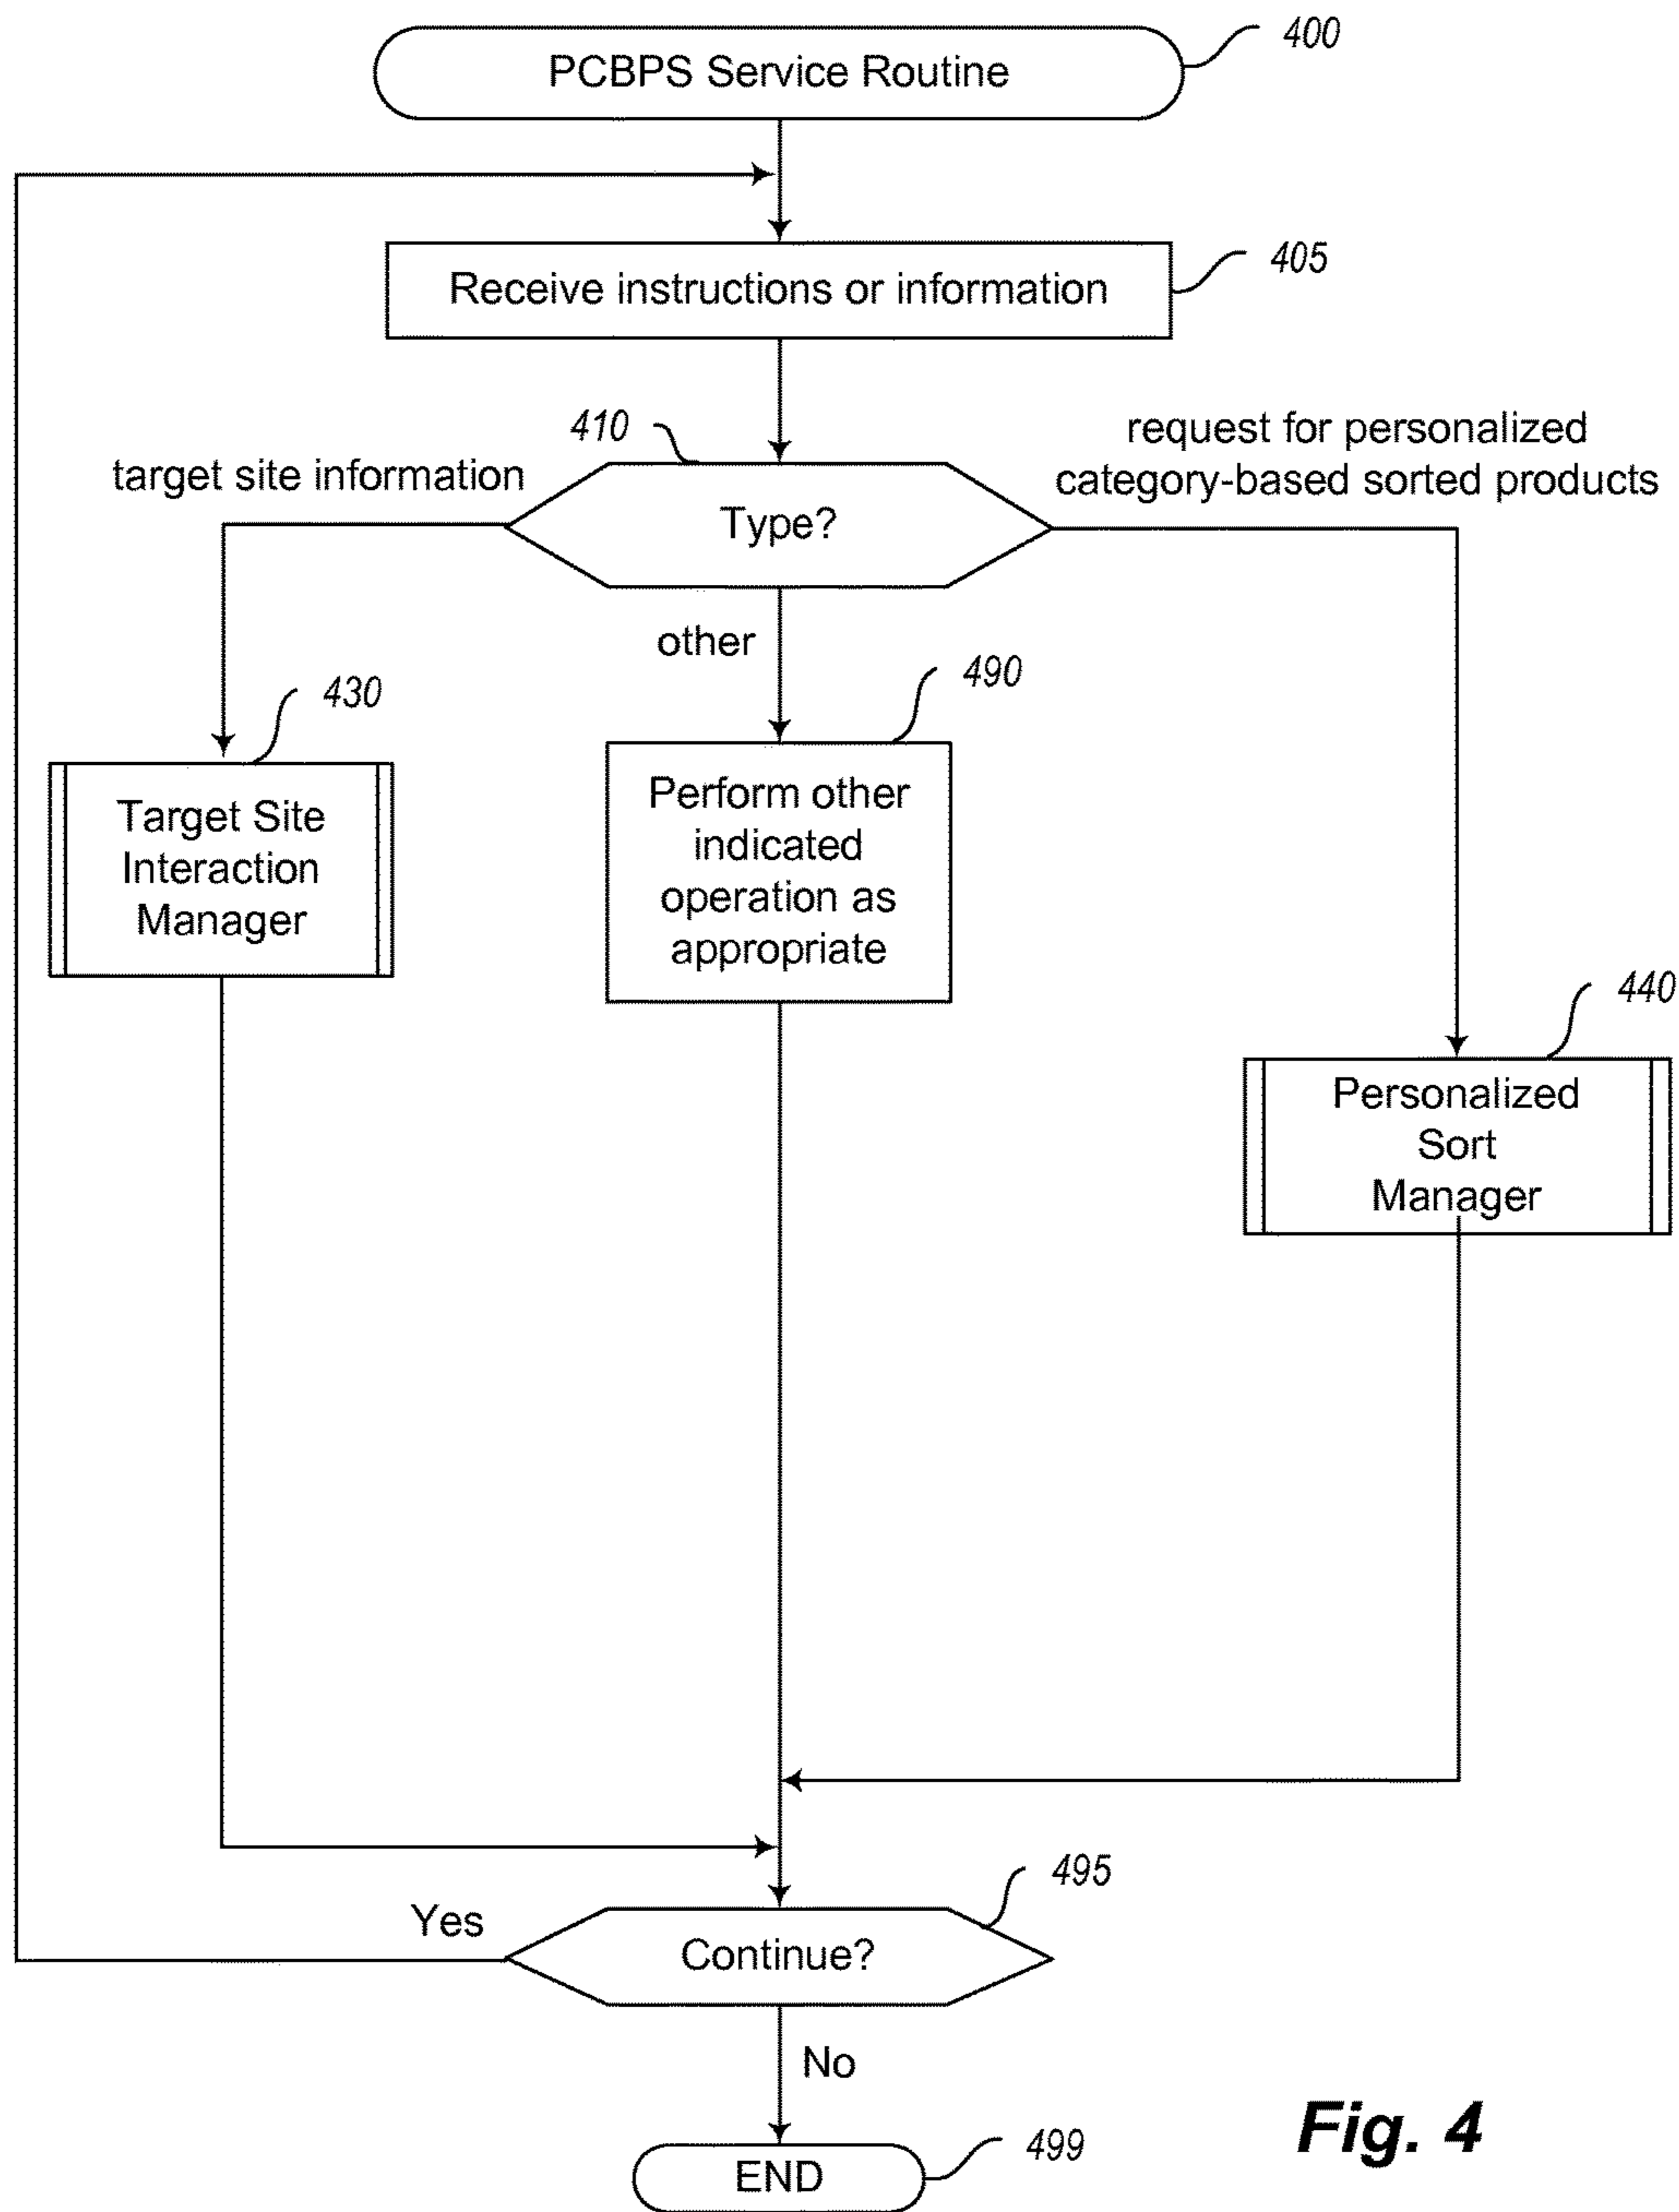 PCBPS Service Routine
400
Receive instructions or information
405
410
target site information
request for personalized
category-based sorted products
Type?
other
430
490
Target Site
Interaction
Manager
Perform other
indicated
operation as
appropriate
440
Personalized
Sort
Manager
495
Yes
Continue?
No
END
499
Fig. 4